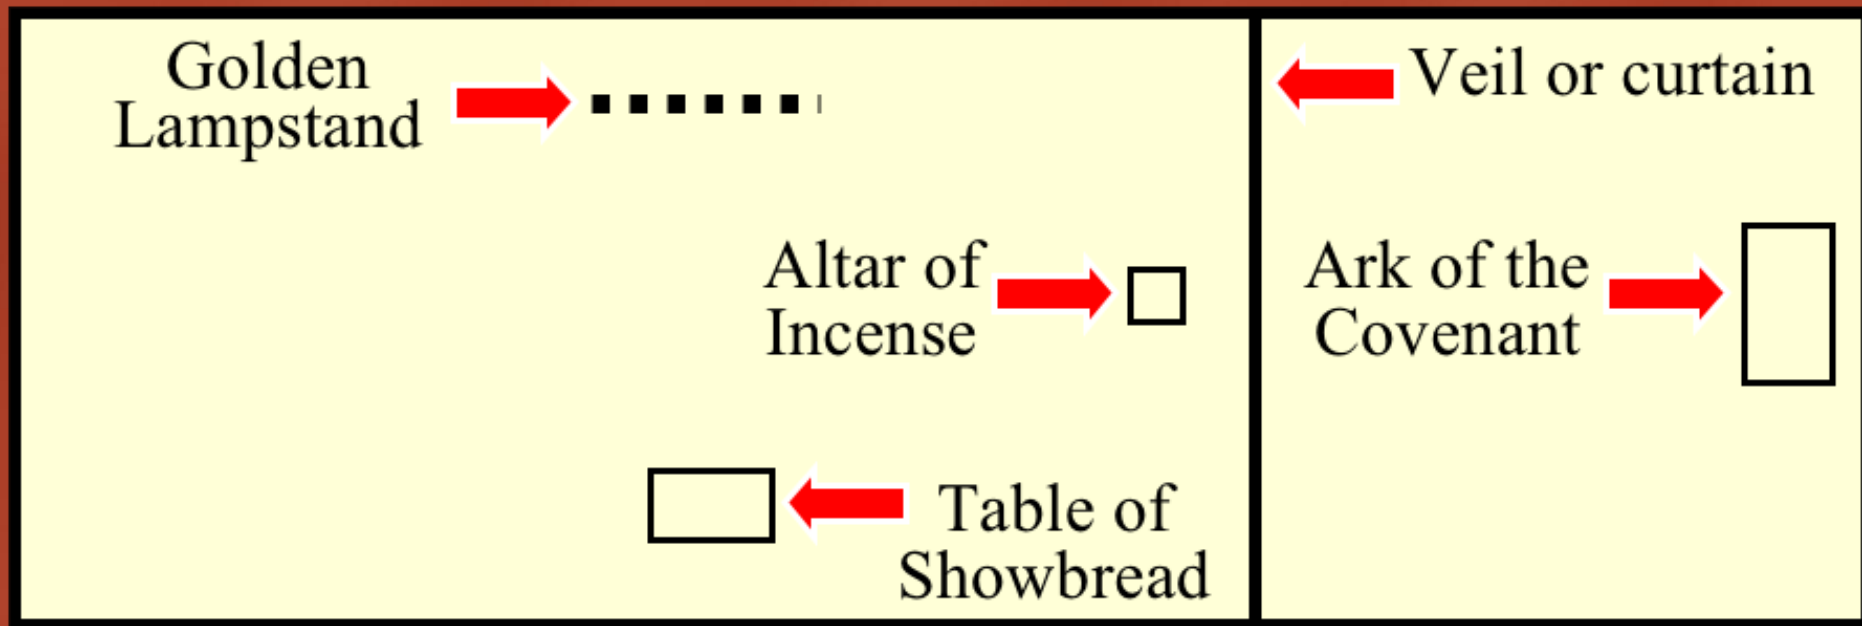 Golden
Lampstand
Veil or curtain
Altar of
Incense
Ark of the
Covenant
Table of
Showbread